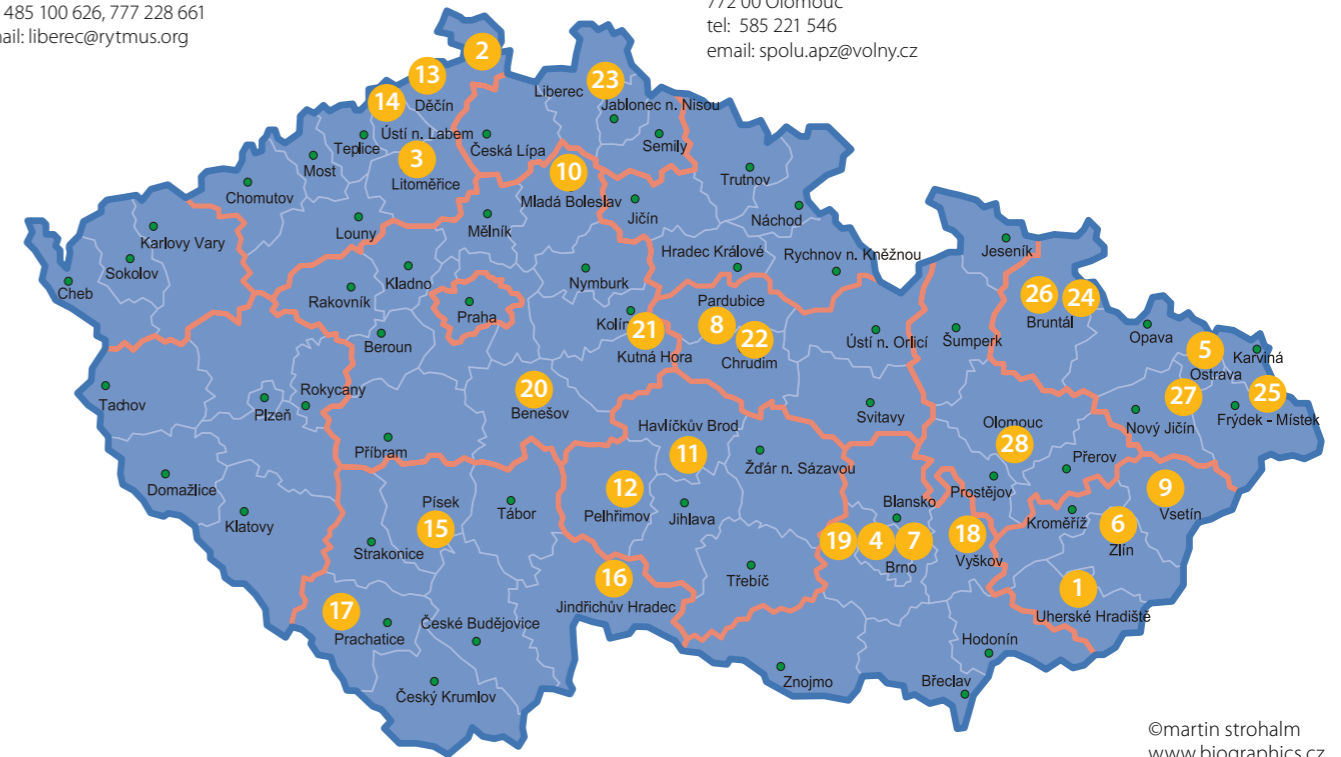 485 100 626, 777 228 661
ail: liberec@rytmus.org
772 00 Olomouc
tel: 585 221 546
email: spolu.apz@volny.cz
2
13
23
Liberec
14
Děčín
Jablonec n. Nisou
Ústí n. Labem
Teplice
Česká Lípa
Semily
3
Most
10
Litoměřice
Trutnov
Chomutov
Mladá Boleslav
Jičín
Náchod
Louny
Mělník
Karlovy Vary
Hradec Králové
Rychnov n. Kněžnou
Jeseník
Sokolov
Cheb
Kladno
Nymburk
Rakovník
Praha
Pardubice
26
24
Kolín
21
8
Bruntál
Beroun
Kutná Hora
22
Chrudim
Ústí n. Orlicí
Šumperk
Opava
5
Karviná
Ostrava
Tachov
Rokycany
Plzeň
20
Benešov
27
25
Svitavy
Nový Jičín
Frýdek - Místek
Havlíčkův Brod
Olomouc
28
Příbram
11
Žďár n. Sázavou
Přerov
Domažlice
12
Prostějov
9
Písek
Tábor
Pelhřimov
Jihlava
Blansko
Vsetín
Klatovy
15
Kroměříž
6
Strakonice
19
4
7
18
Zlín
Brno
Vyškov
16
Třebíč
1
17
Jindřichův Hradec
Uherské Hradiště
Prachatice
České Budějovice
Hodonín
Znojmo
Břeclav
Český Krumlov
©martin strohalm
www.biographics.cz